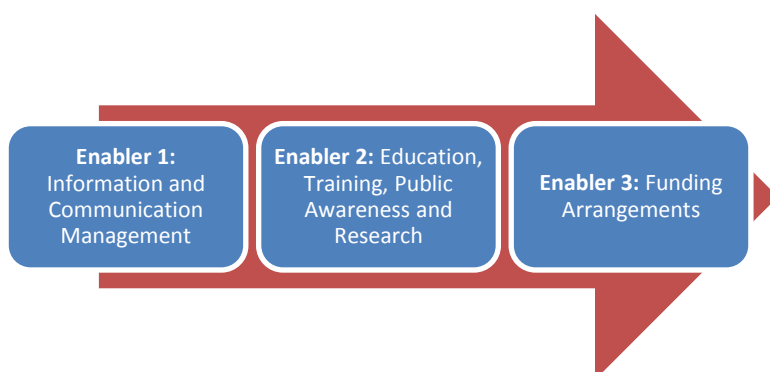 Enabler 1:
Information and
Communication
Management
Enabler 2: Education,
Training, Public
Awareness and
Research
Enabler 3: Funding
Arrangements